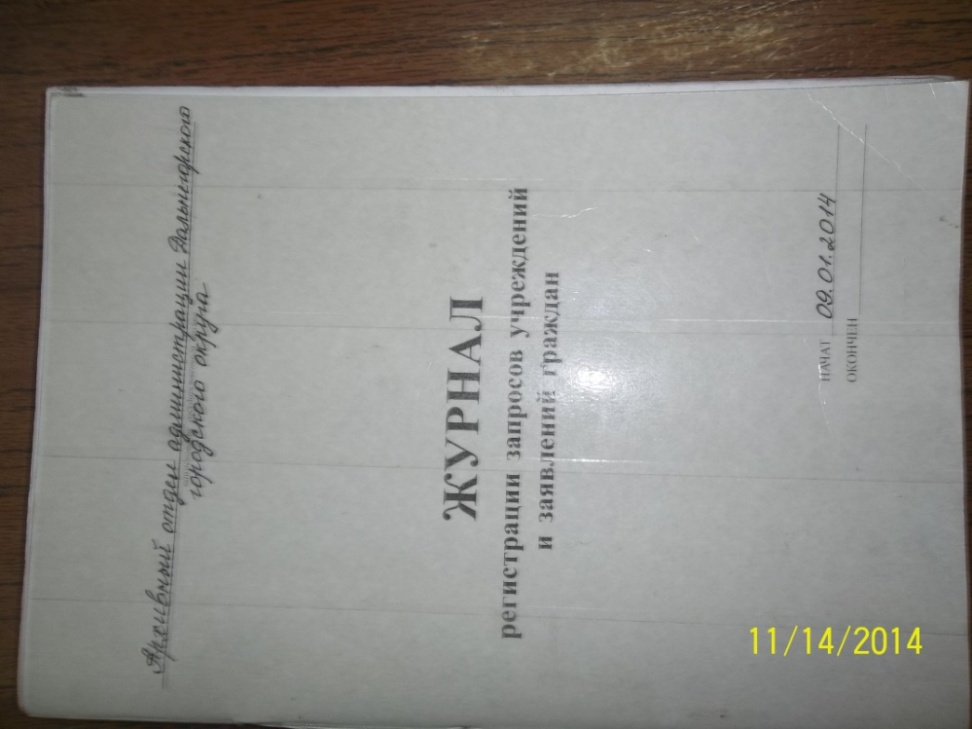 Архивный отдел администрации Дальнегорского
городского округа
ЖУРНАЛ
регистрации запросов учреждений
и заявлений граждан
НАЧАТ 09.01.2014
ОКОНЧЕН
11/14/2014